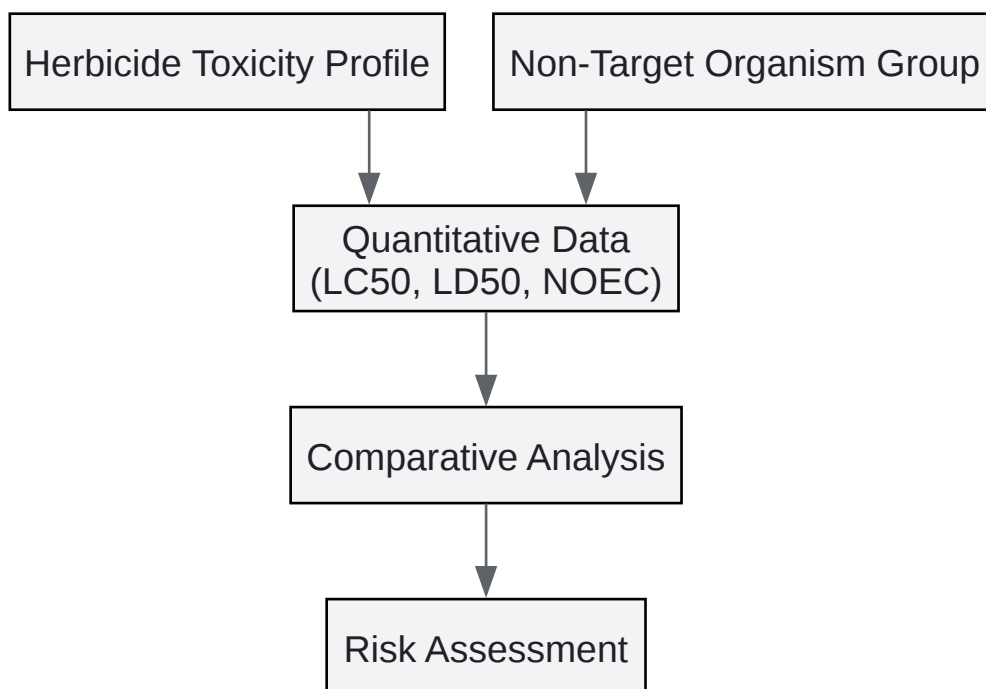 Herbicide Toxicity Profile
Non-Target Organism Group
Quantitative Data
(LC50, LD50, NOEC)
Comparative Analysis
Risk Assessment